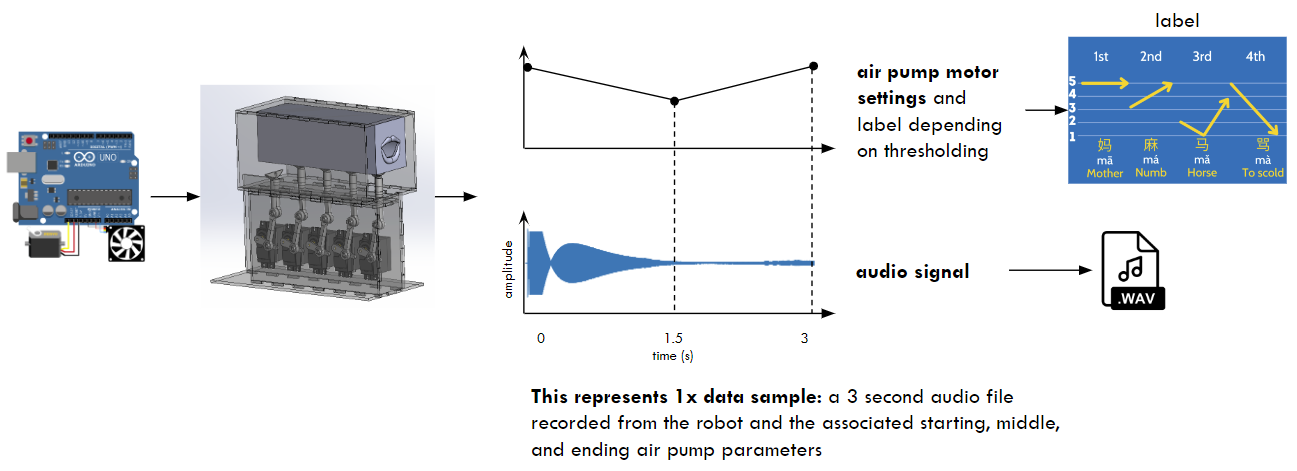 label
1st 2nd 3rd 4th
5
4
3
2
1
妈 麻 马 骂
mā má mǎ mà
Mother Numb Horse To scold
air pump motor
settings and
label depending
on thresholding
UNO
ARDUINO
amplitude
audio signal
.WAV
0 1.5 3
time (s)
This represents 1x data sample: a 3 second audio file
recorded from the robot and the associated starting, middle,
and ending air pump parameters